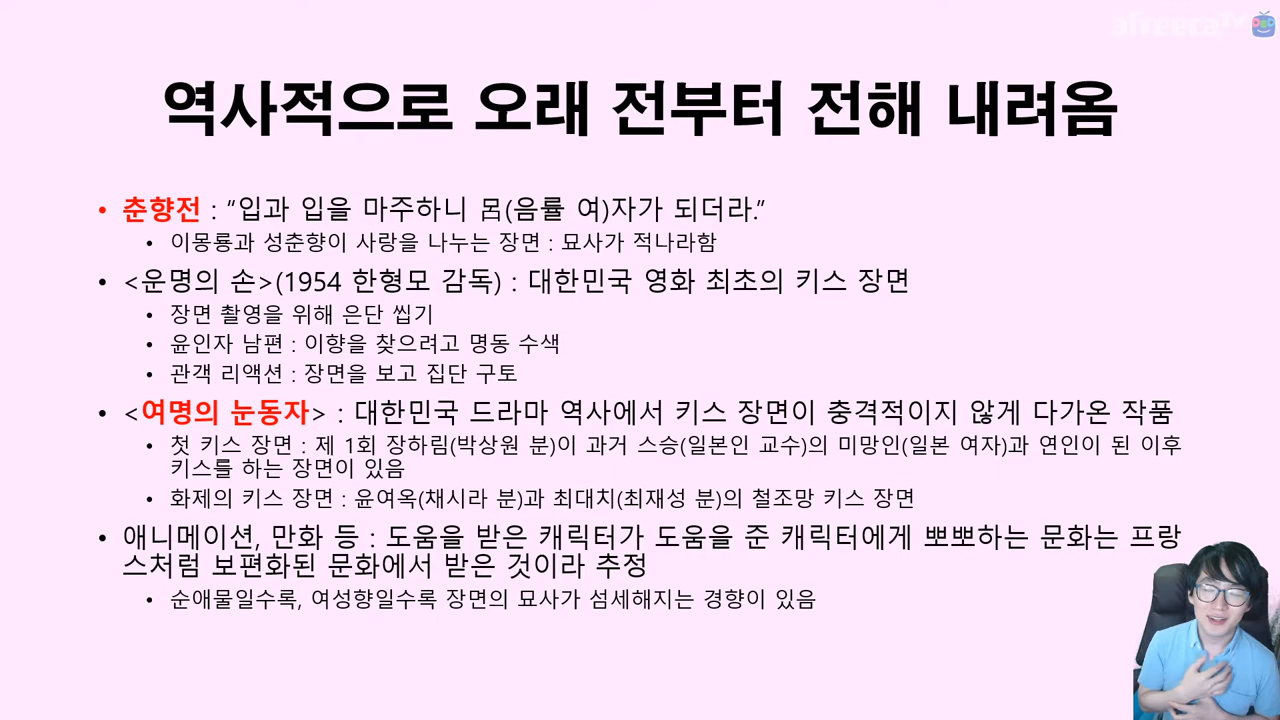 afreecaTV
역사적으로 오래 전부터 전해 내려옴
• 춘향전 : “입과 입을 마주하니 呂(음률 여)자가 되더라.”
• 이몽룡과 성춘향이 사랑을 나누는 장면 : 묘사가 적나라함
• <운명의 손>(1954 한형모 감독) : 대한민국 영화 최초의 키스 장면
• 장면 촬영을 위해 은단 씹기
• 윤인자 남편 : 이향을 찾으려고 명동 수색
• 관객 리액션 : 장면을 보고 집단 구토
• <여명의 눈동자> : 대한민국 드라마 역사에서 키스 장면이 충격적이지 않게 다가온 작품
• 첫 키스 장면 : 제 1회 장하림(박상원 분)이 과거 스승(일본인 교수)의 미망인(일본 여자)과 연인이 된 이후
키스를 하는 장면이 있음
• 화제의 키스 장면 : 윤여옥(채시라 분)과 최대치(최재성 분)의 철조망 키스 장면
• 애니메이션, 만화 등 : 도움을 받은 캐릭터가 도움을 준 캐릭터에게 뽀뽀하는 문화는 프랑
스처럼 보편화된 문화에서 받은 것이라 추정
• 순애물일수록, 여성향일수록 장면의 묘사가 섬세해지는 경향이 있음